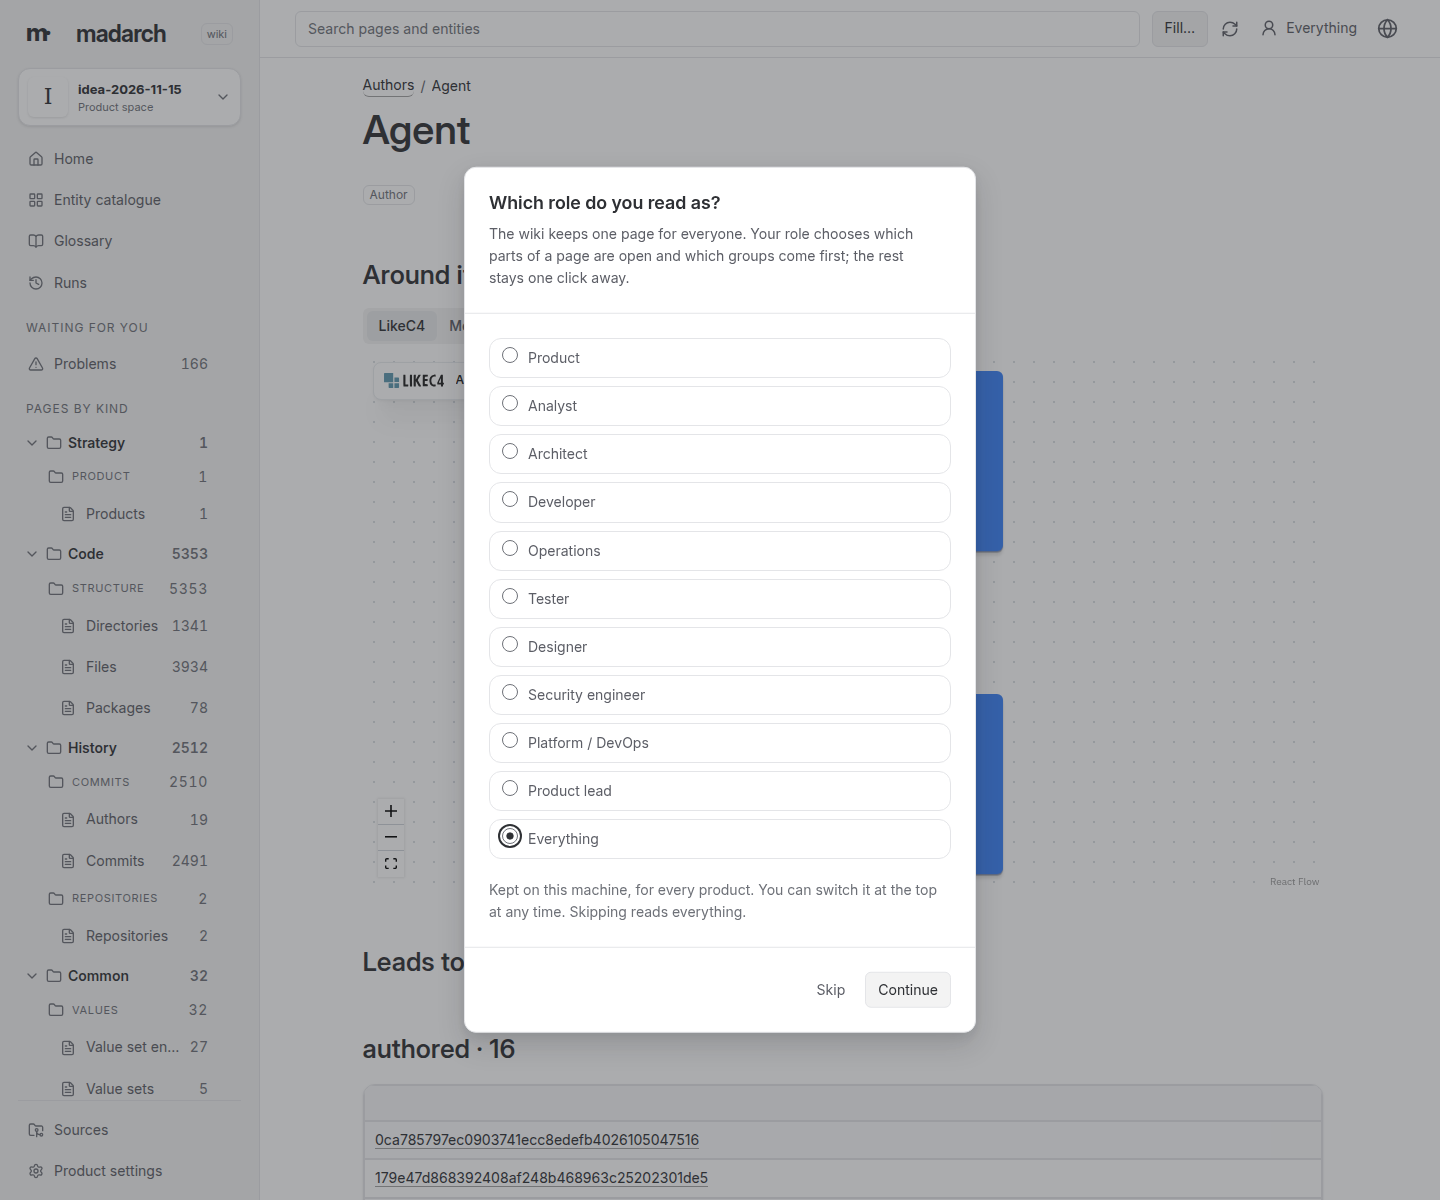 m·
madarch
wiki
Search pages and entities
Fill...
Everything
I
idea-2026-11-15
Product space
Home
Entity catalogue
Glossary
Runs
WAITING FOR YOU
Problems 166
PAGES BY KIND
Strategy 1
PRODUCT 1
Products 1
Code 5353
STRUCTURE 5353
Directories 1341
Files 3934
Packages 78
History 2512
COMMITS 2510
Authors 19
Commits 2491
REPOSITORIES 2
Repositories 2
Common 32
VALUES 32
Value set en... 27
Value sets 5
Sources
Product settings
Authors / Agent
Agent
Author
Around
LikeC4
LIKEC4
Which role do you read as?
The wiki keeps one page for everyone. Your role chooses which
parts of a page are open and which groups come first; the rest
stays one click away.
Product
Analyst
Architect
Developer
Operations
Tester
Designer
Security engineer
Platform / DevOps
Product lead
Everything
Kept on this machine, for every product. You can switch it at the top
at any time. Skipping reads everything.
Skip
Continue
React Flow
Leads to
authored · 16
0ca785797ec0903741ecc8edefb4026105047516
179e47d868392408af248b468963c25202301de5